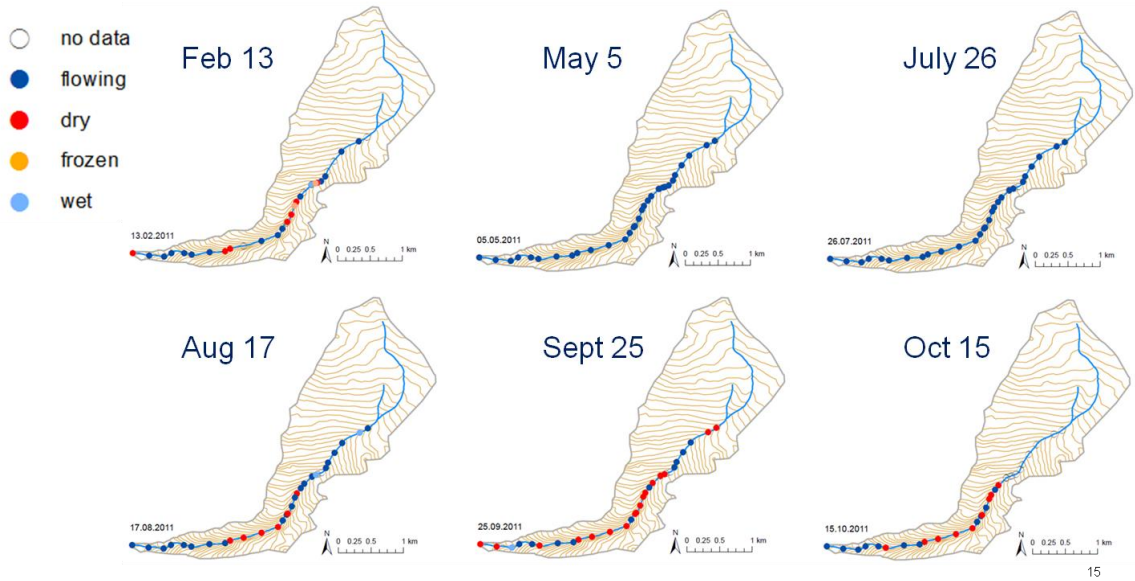 no data
flowing
dry
frozen
wet
Feb 13
13.02.2011
N
0 0.25 0.5 1 km
May 5
05.05.2011
N
0 0.25 0.5 1 km
July 26
26.07.2011
N
0 0.25 0.5 1 km
Aug 17
17.08.2011
N
0 0.25 0.5 1 km
Sept 25
25.09.2011
N
0 0.25 0.5 1 km
Oct 15
15.10.2011
N
0 0.25 0.5 1 km
15